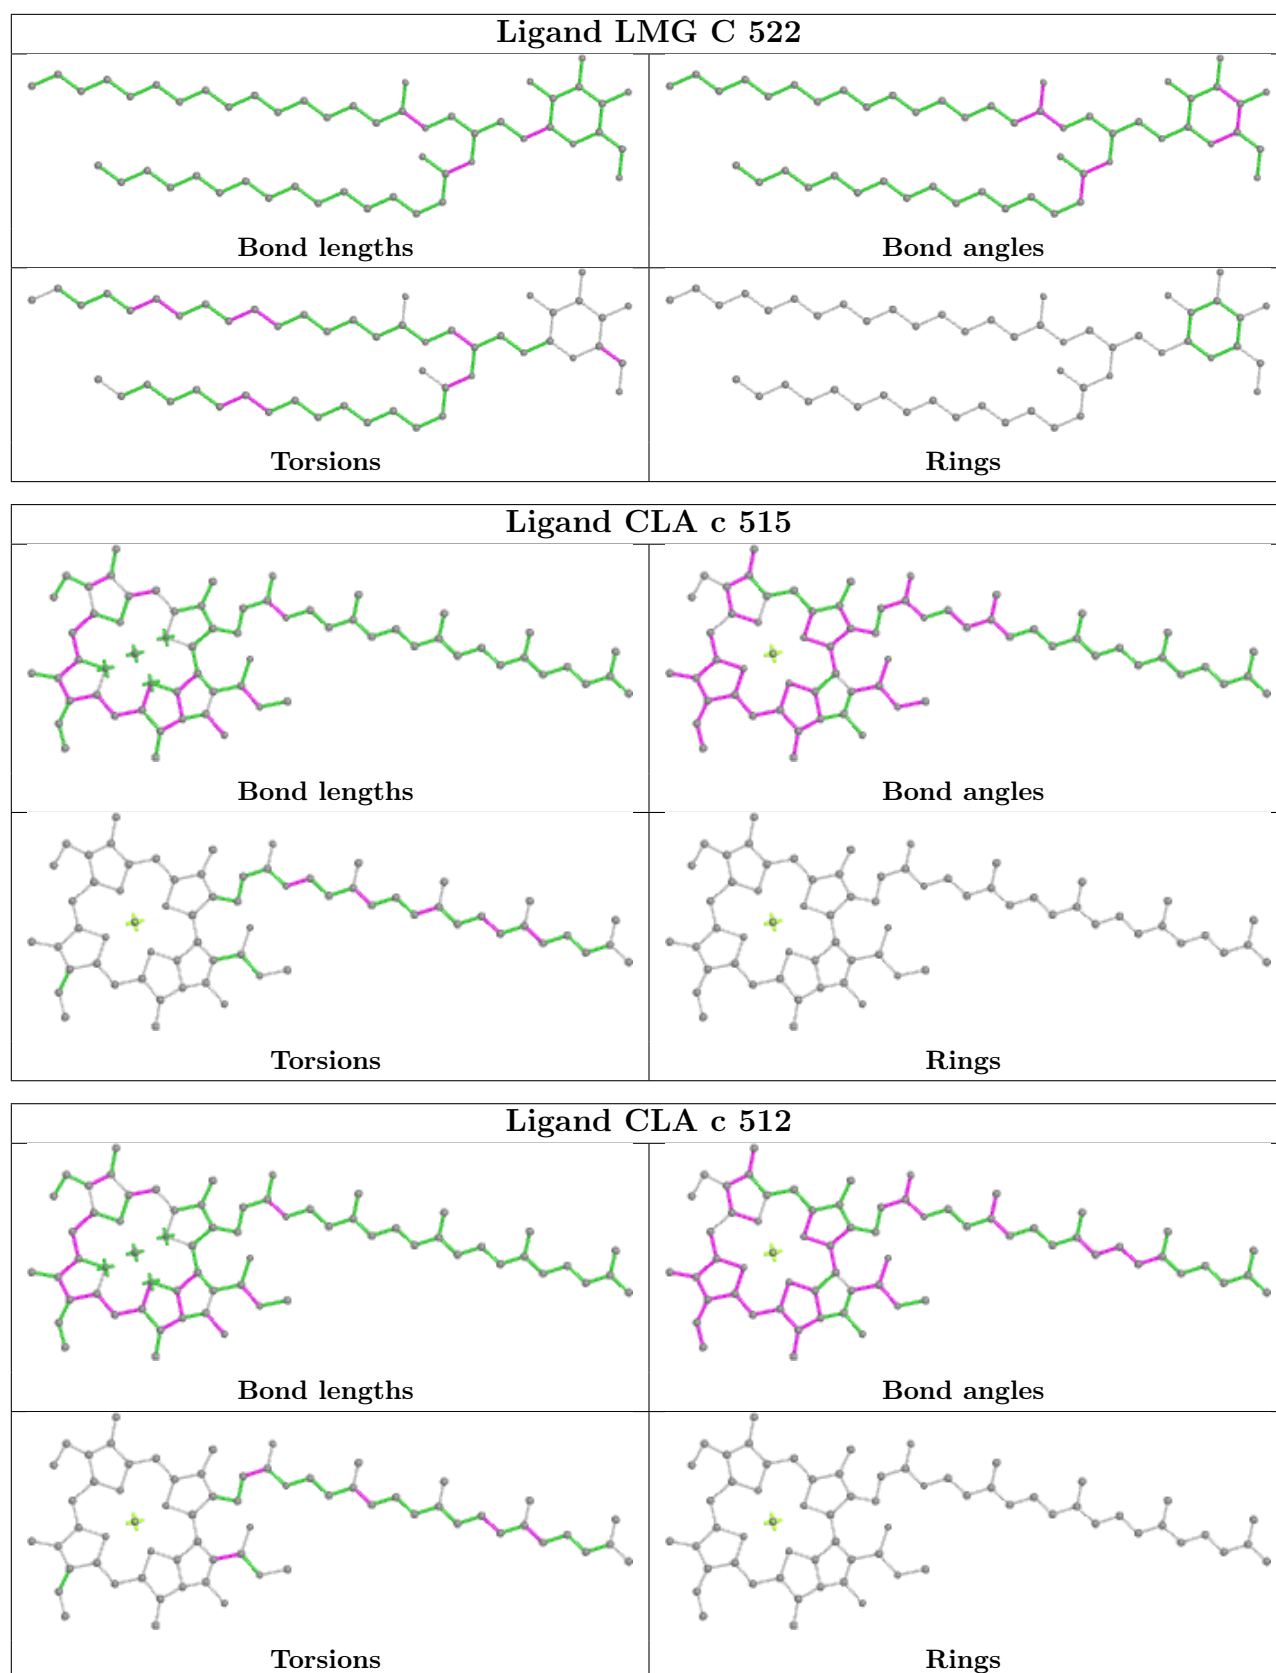 Ligand LMG C 522
Bond lengths
Bond angles
Torsions
Rings
Ligand CLA c 515
Bond lengths
Bond angles
Torsions
Rings
Ligand CLA c 512
Bond lengths
Bond angles
Torsions
Rings